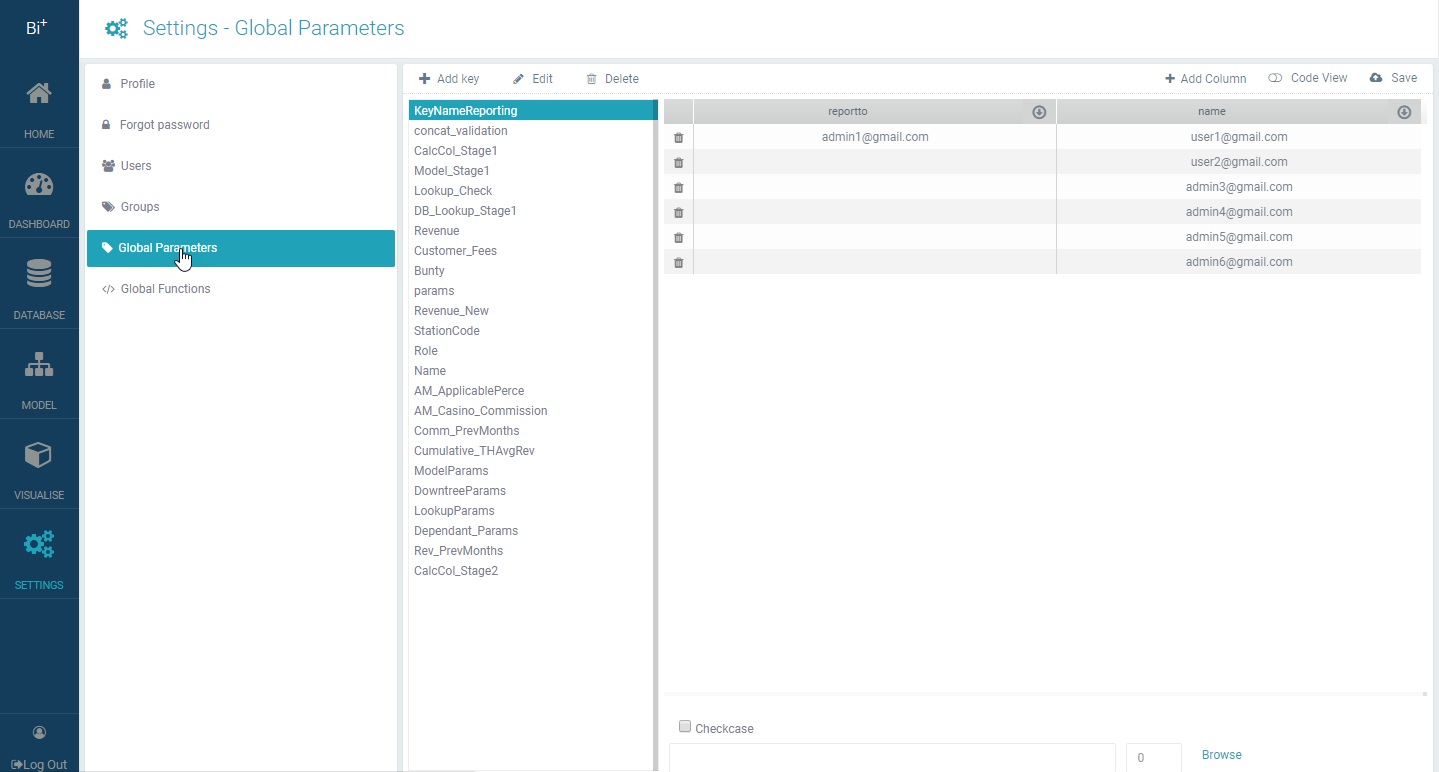 Bi+
Settings - Global Parameters
HOME
DASHBOARD
DATABASE
MODEL
VISUALISE
SETTINGS
Log Out
Profile
Forgot password
Users
Groups
Global Parameters
Global Functions
Add key Edit Delete
Add Column Code View Save
KeyNameReporting
concat_validation
CalcCol_Stage1
Model_Stage1
Lookup_Check
DB_Lookup_Stage1
Revenue
Customer_Fees
Bunty
params
Revenue_New
StationCode
Role
Name
AM_ApplicablePerce
AM_Casino_Commission
Comm_PrevMonths
Cumulative_THAvgRev
ModelParams
DowntreeParams
LookupParams
Dependant_Params
Rev_PrevMonths
CalcCol_Stage2
reportto name
admin1@gmail.com user1@gmail.com
user2@gmail.com
admin3@gmail.com
admin4@gmail.com
admin5@gmail.com
admin6@gmail.com
Checkcase
0 Browse